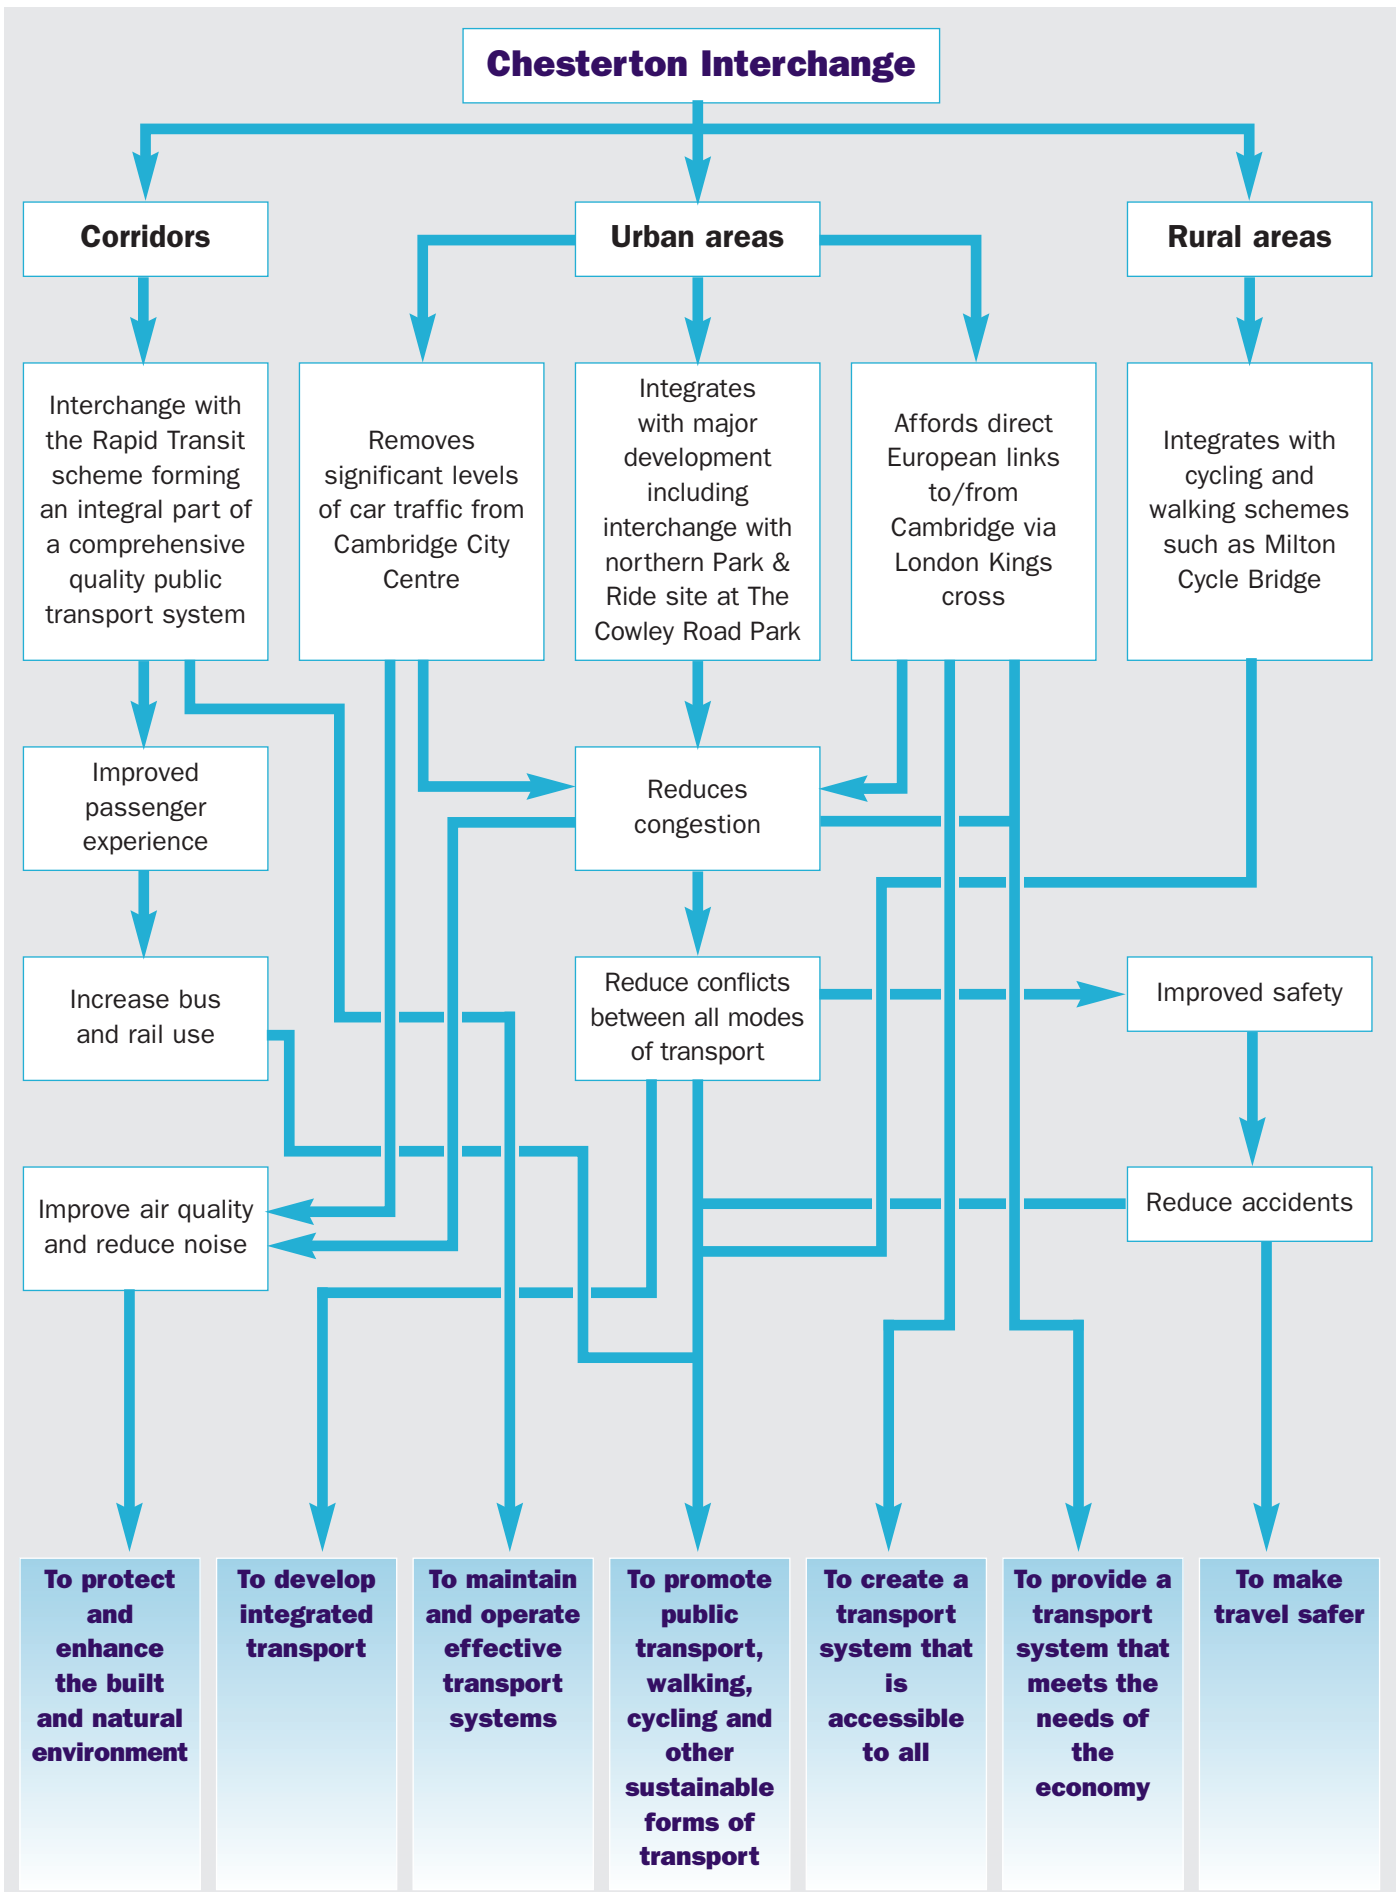 Chesterton Interchange
Corridors
Urban areas
Rural areas
Interchange with
the Rapid Transit
scheme forming
an integral part of
a comprehensive
quality public
transport system
Removes
significant levels
of car traffic from
Cambridge City
Centre
Integrates
with major
development
including
interchange with
northern Park &
Ride site at The
Cowley Road Park
Affords direct
European links
to/from
Cambridge via
London Kings
cross
Integrates with
cycling and
walking schemes
such as Milton
Cycle Bridge
Improved
passenger
experience
Reduces
congestion
Increase bus
and rail use
Reduce conflicts
between all modes
of transport
Improved safety
Improve air quality
and reduce noise
Reduce accidents
To protect
and
enhance
the built
and natural
environment
To develop
integrated
transport
To maintain
and operate
effective
transport
systems
To promote
public
transport,
walking,
cycling and
other
sustainable
forms of
transport
To create a
transport
system that
is
accessible
to all
To provide a
transport
system that
meets the
needs of
the
economy
To make
travel safer